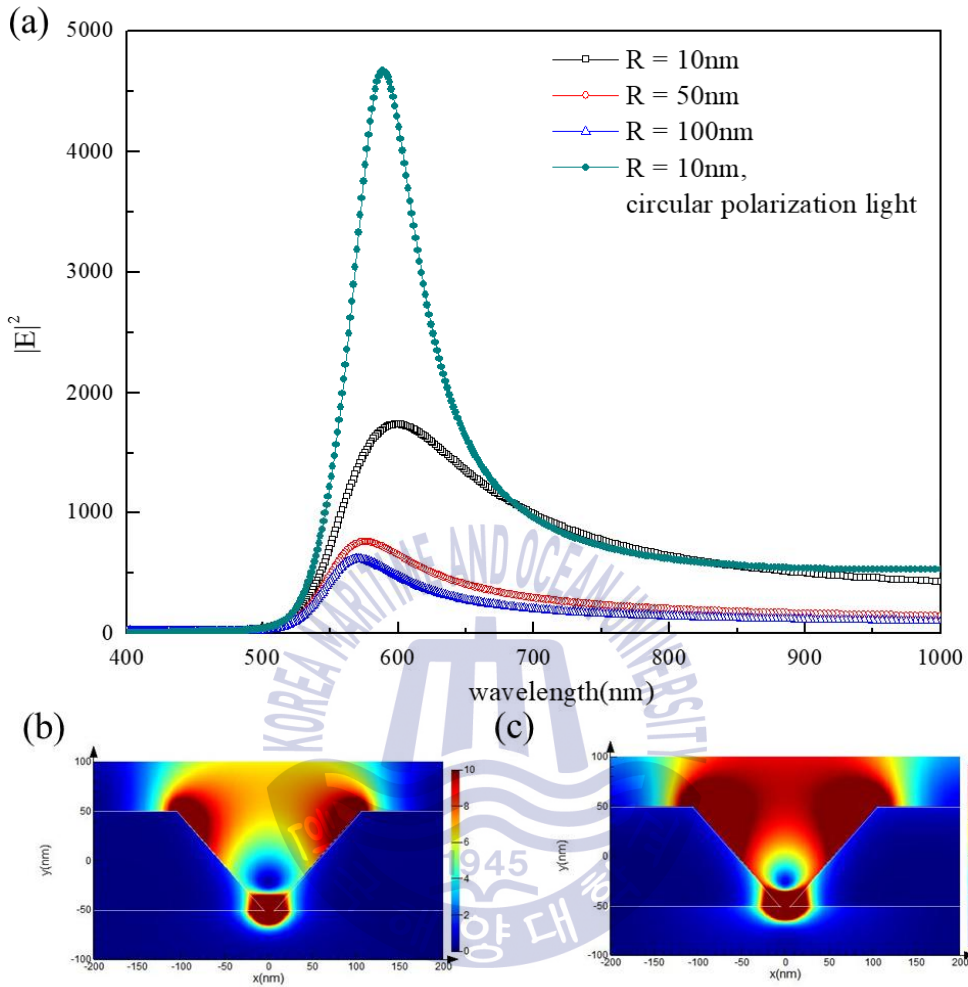 (a)
5000
4000
3000
2000
1000
0
|E|²
R = 10nm
R = 50nm
R = 100nm
R = 10nm,
circular polarization light
400 500 600 700 800 900 1000
wavelength(nm)
KOREA MARITIME AND OCEAN UNIVERSITY
1945
(b)
100
50
0
-50
-100
y(nm)
-200 -150 -100 -50 0 50 100 150 200
x(nm)
10
8
6
4
2
0
(c)
100
50
0
-50
-100
y(nm)
-200 -150 -100 -50 0 50 100 150 200
x(nm)
양대